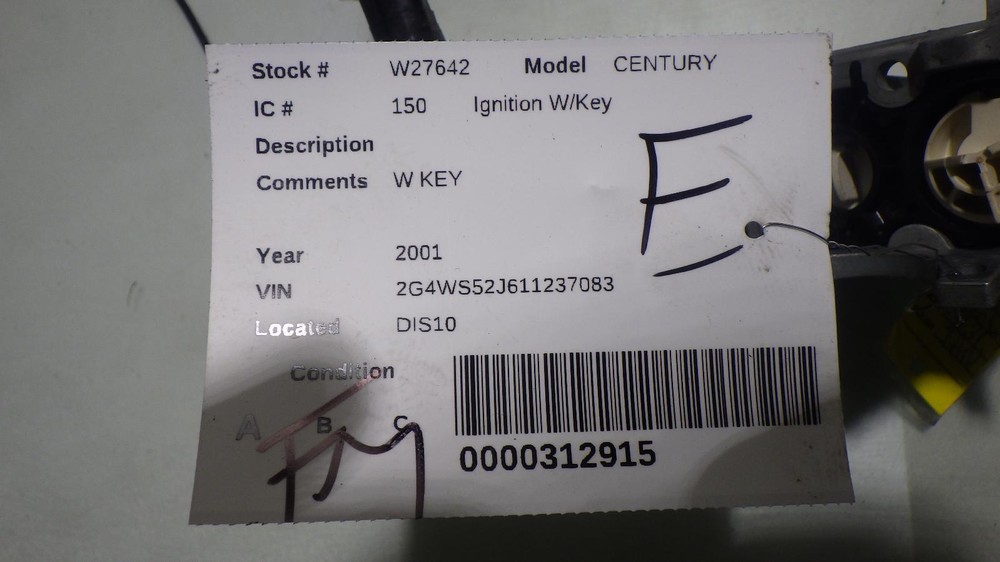 Stock # W27642 Model CENTURY
IC # 150 Ignition W/Key
Description
Comments W KEY
E
Year 2001
VIN 2G4WS52J611237083
Located DIS10
Condition
A B C
0000312915